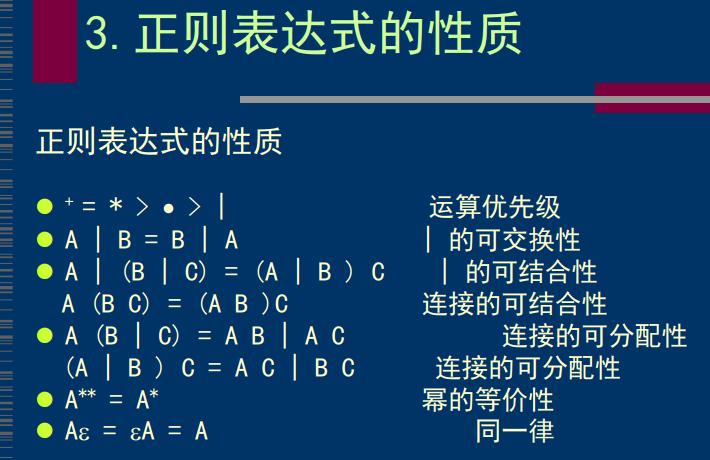 3. 正则表达式的性质
正则表达式的性质
● ⁺ = * > ● > | 运算优先级
● A | B = B | A | 的可交换性
● A | (B | C) = (A | B ) C | 的可结合性
A (B C) = (A B )C 连接的可结合性
● A (B | C) = A B | A C 连接的可分配性
(A | B ) C = A C | B C 连接的可分配性
● A** = A* 幂的等价性
● Aε = εA = A 同一律